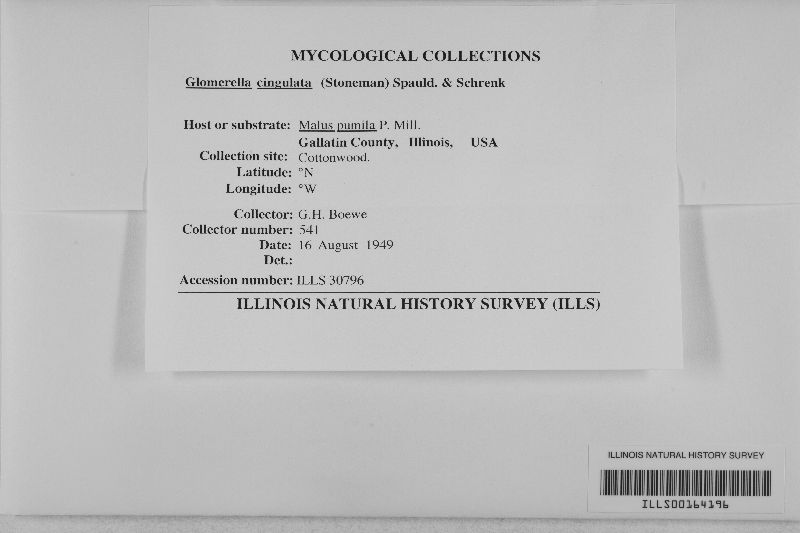 MYCOLOGICAL COLLECTIONS
Glomerella cingulata (Stoneman) Spauld. & Schrenk
Host or substrate: Malus pumila P. Mill.
Gallatin County, Illinois, USA
Collection site: Cottonwood.
Latitude: °N
Longitude: °W
Collector: G.H. Boewe
Collector number: 541
Date: 16 August 1949
Det.:
Accession number: ILLS 30796
ILLINOIS NATURAL HISTORY SURVEY (ILLS)
ILLINOIS NATURAL HISTORY SURVEY
ILLS00164196